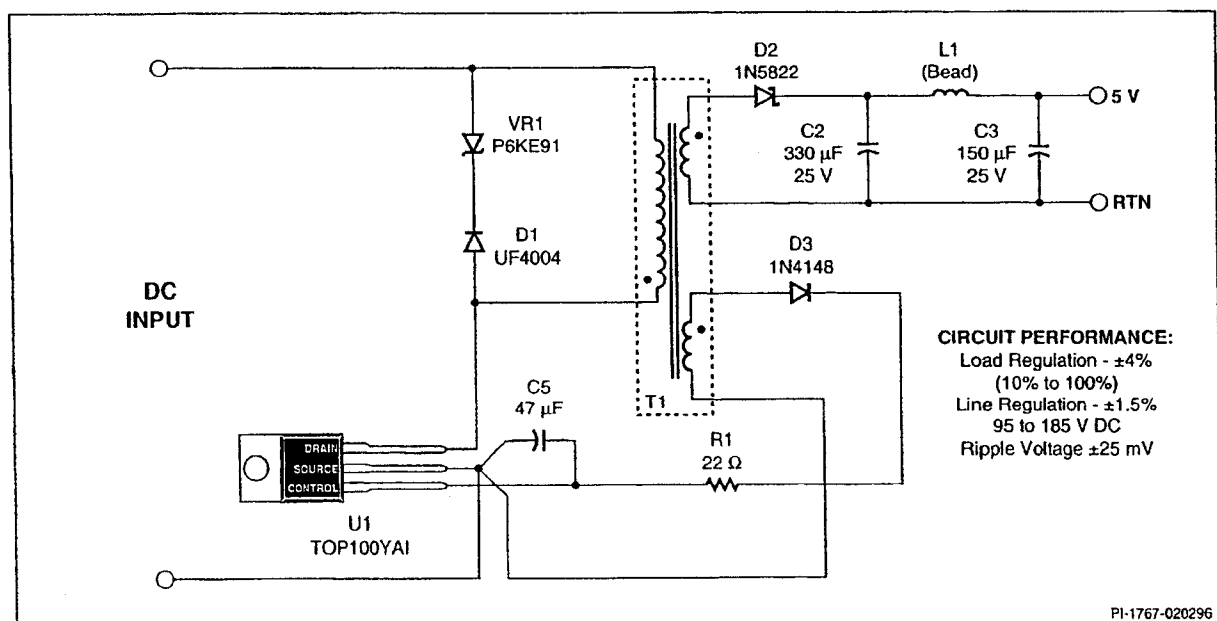 D2
1N5822
L1
(Bead)
5 V
VR1
P6KE91
C2
330 µF
25 V
C3
150 µF
25 V
RTN
D1
UF4004
D3
1N4148
DC
INPUT
CIRCUIT PERFORMANCE:
Load Regulation - ±4%
(10% to 100%)
Line Regulation - ±1.5%
95 to 185 V DC
Ripple Voltage ±25 mV
T1
C5
47 µF
R1
22 Ω
DRAIN
SOURCE
CONTROL
U1
TOP100YAI
PI-1767-020296